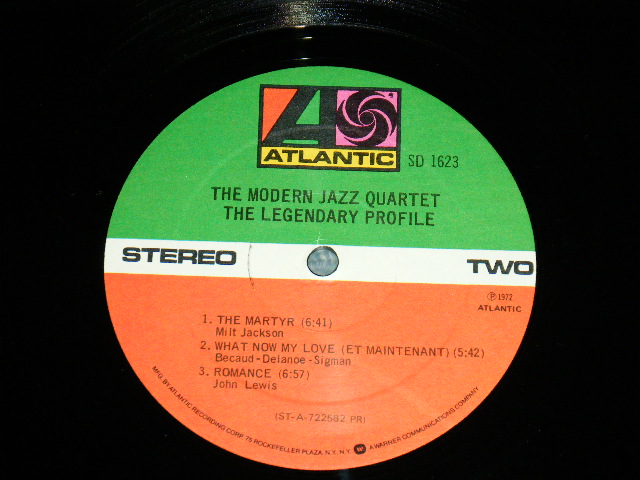 ATLANTIC
SD 1623
THE MODERN JAZZ QUARTET
THE LEGENDARY PROFILE
STEREO
TWO
℗1972
ATLANTIC
1. THE MARTYR (6:41)
Milt Jackson
2. WHAT NOW MY LOVE (ET MAINTENANT) (5:42)
Becaud-Delanoe-Sigman
3. ROMANCE (6:57)
John Lewis
(ST-A-722582 PR)
MFG BY ATLANTIC RECORDING CORP. 75 ROCKEFELLER PLAZA, N.Y., N.Y. W A WARNER COMMUNICATIONS COMPANY